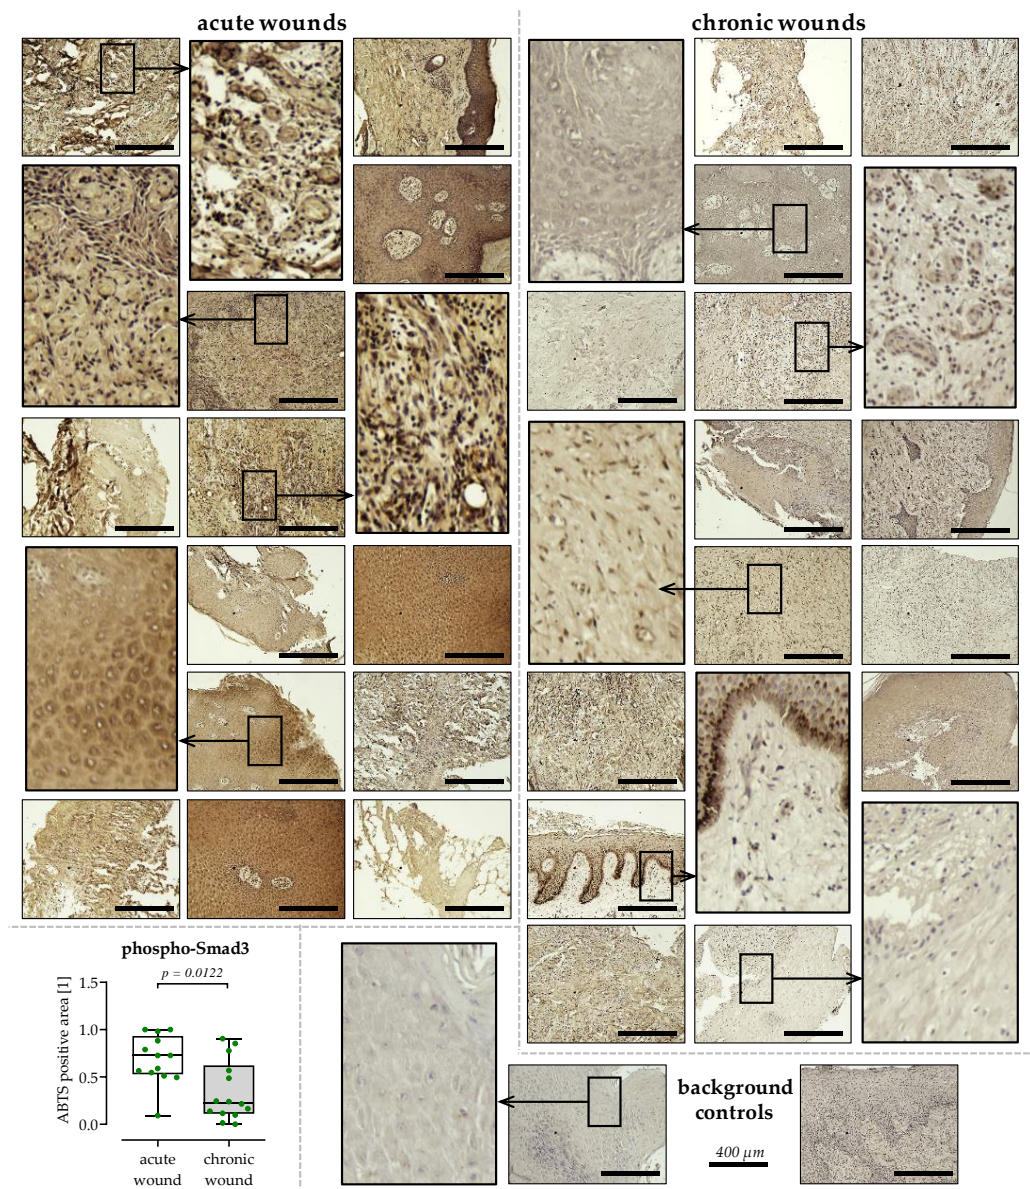 acute wounds
chronic wounds
phospho-Smad3
p = 0.0122
ABTS positive area [1]
1.5
1.0
0.5
0.0
acute
wound
chronic
wound
background
controls
400 μm